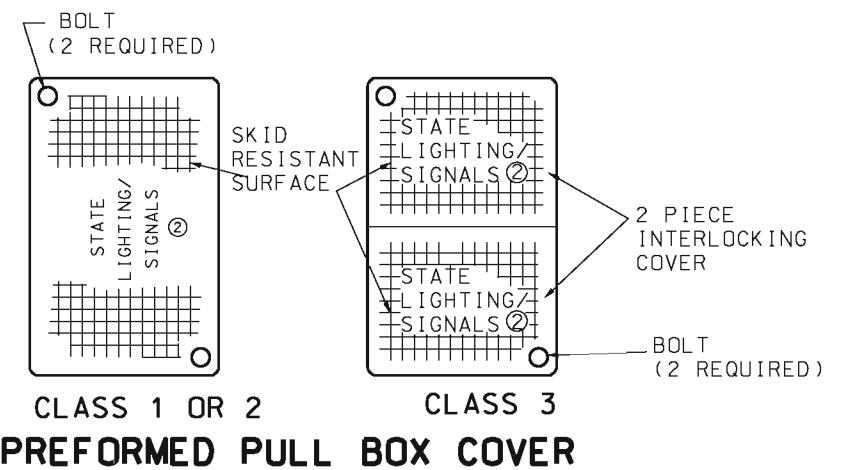 BOLT
(2 REQUIRED)
SKID
RESISTANT
SURFACE
STATE
LIGHTING/
SIGNALS ②
STATE
LIGHTING/
SIGNALS ②
STATE
LIGHTING/
SIGNALS ②
2 PIECE
INTERLOCKING
COVER
BOLT
(2 REQUIRED)
CLASS 1 OR 2
CLASS 3
PREFORMED PULL BOX COVER